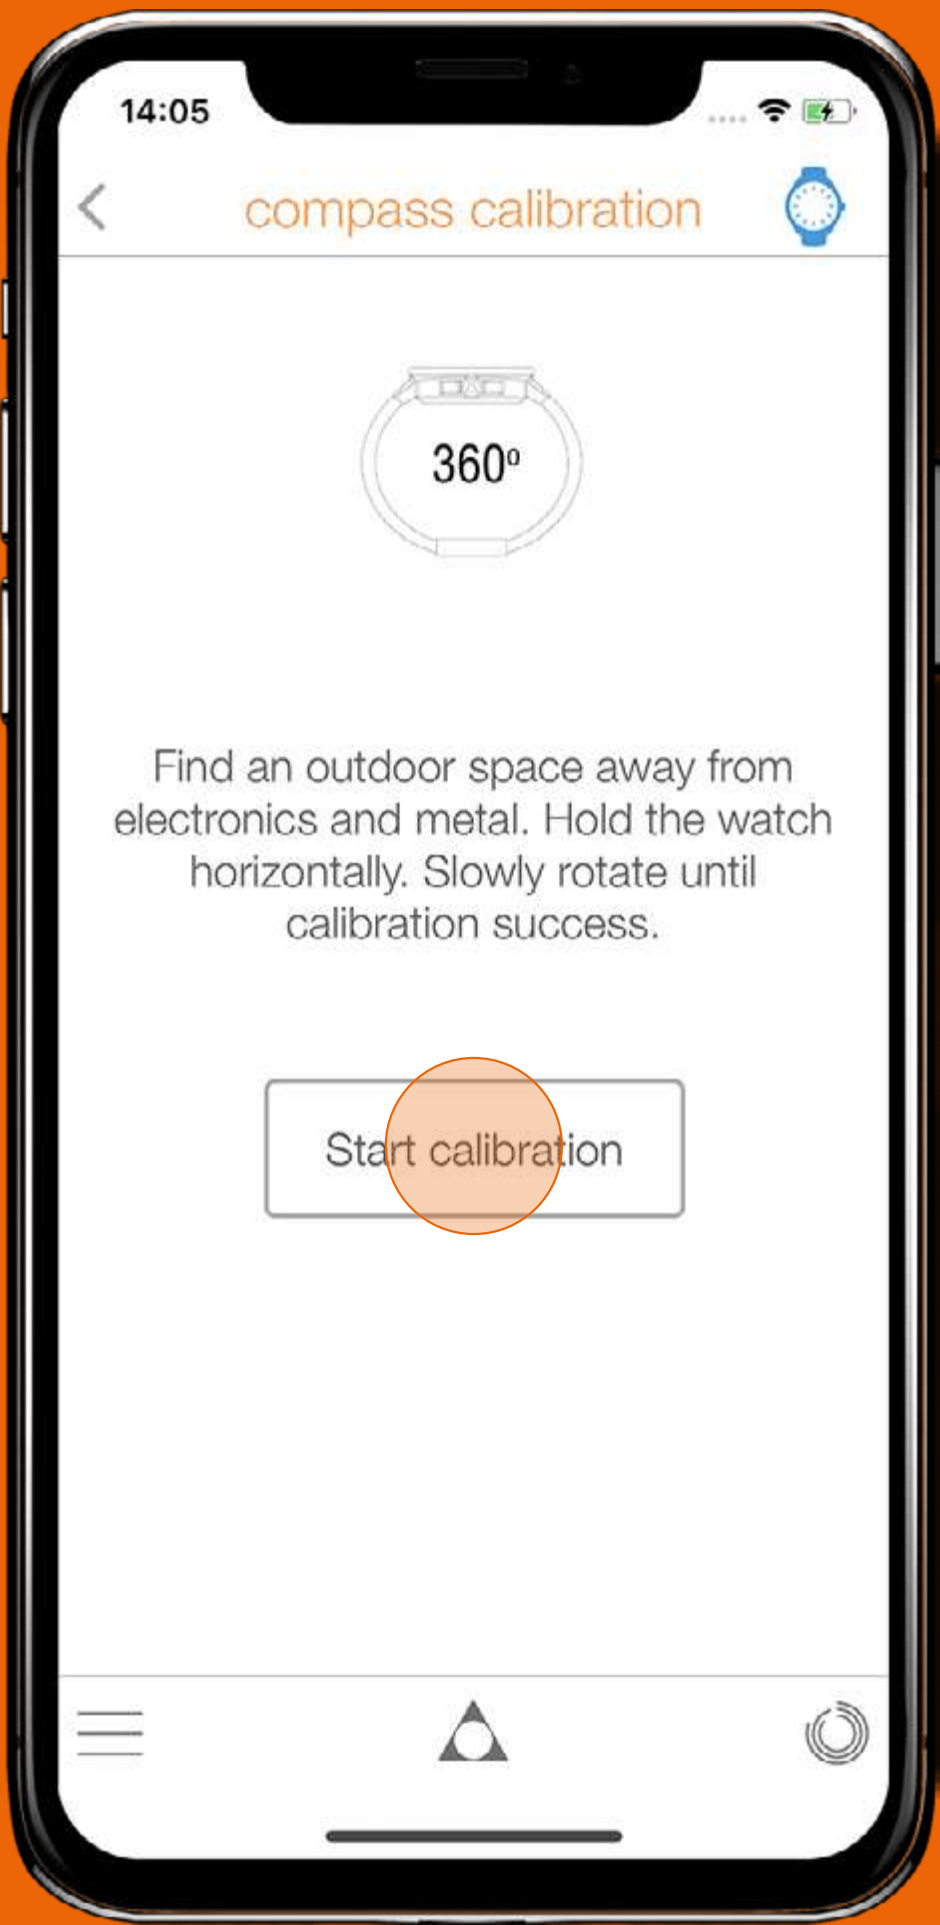 14:05
compass calibration
360º
Find an outdoor space away from
electronics and metal. Hold the watch
horizontally. Slowly rotate until
calibration success.
Start calibration